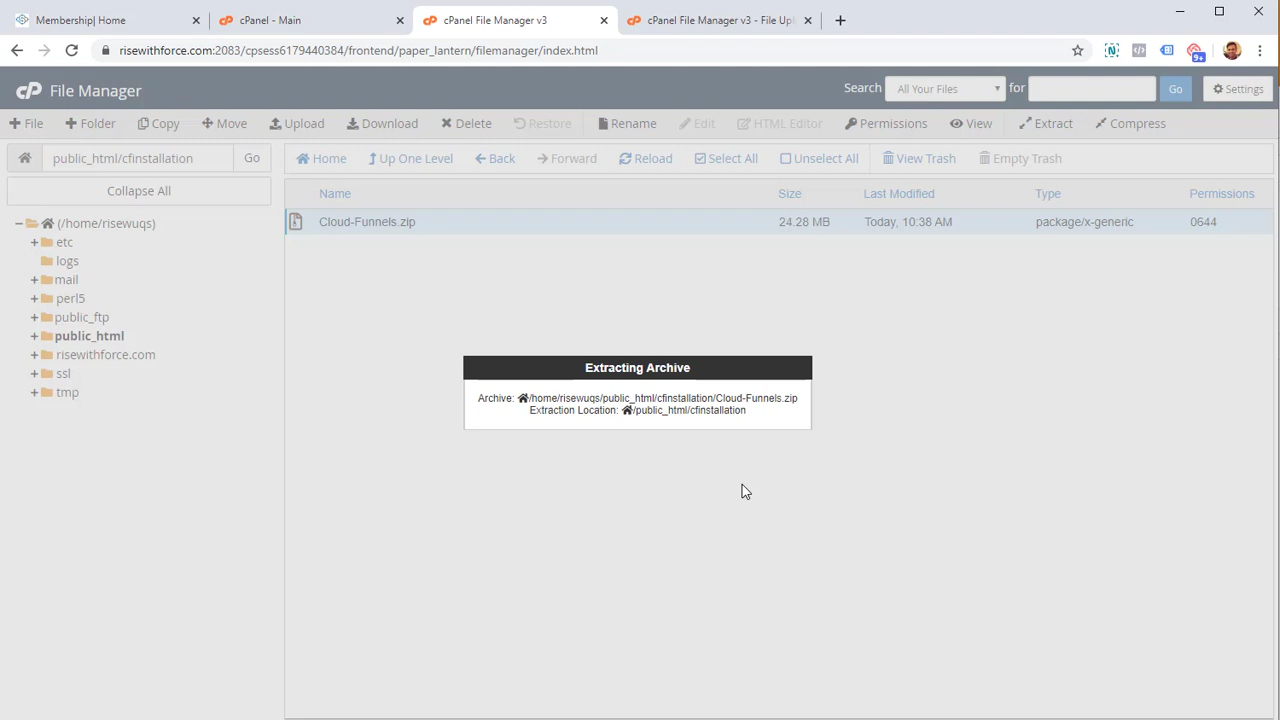 Membership| Home
cPanel - Main
cPanel File Manager v3
cPanel File Manager v3 - File Upl
risewithforce.com:2083/cpsess6179440384/frontend/paper_lantern/filemanager/index.html
9+
cP File Manager
Search All Your Files for Go Settings
File Folder Copy Move Upload Download Delete Restore Rename Edit HTML Editor Permissions View Extract Compress
public_html/cfinstallation Go
Home Up One Level Back Forward Reload Select All Unselect All View Trash Empty Trash
Collapse All
Name Size Last Modified Type Permissions
Cloud-Funnels.zip 24.28 MB Today, 10:38 AM package/x-generic 0644
(/home/risewuqs)
etc
logs
mail
perl5
public_ftp
public_html
risewithforce.com
ssl
tmp
Extracting Archive
Archive: /home/risewuqs/public_html/cfinstallation/Cloud-Funnels.zip
Extraction Location: /public_html/cfinstallation